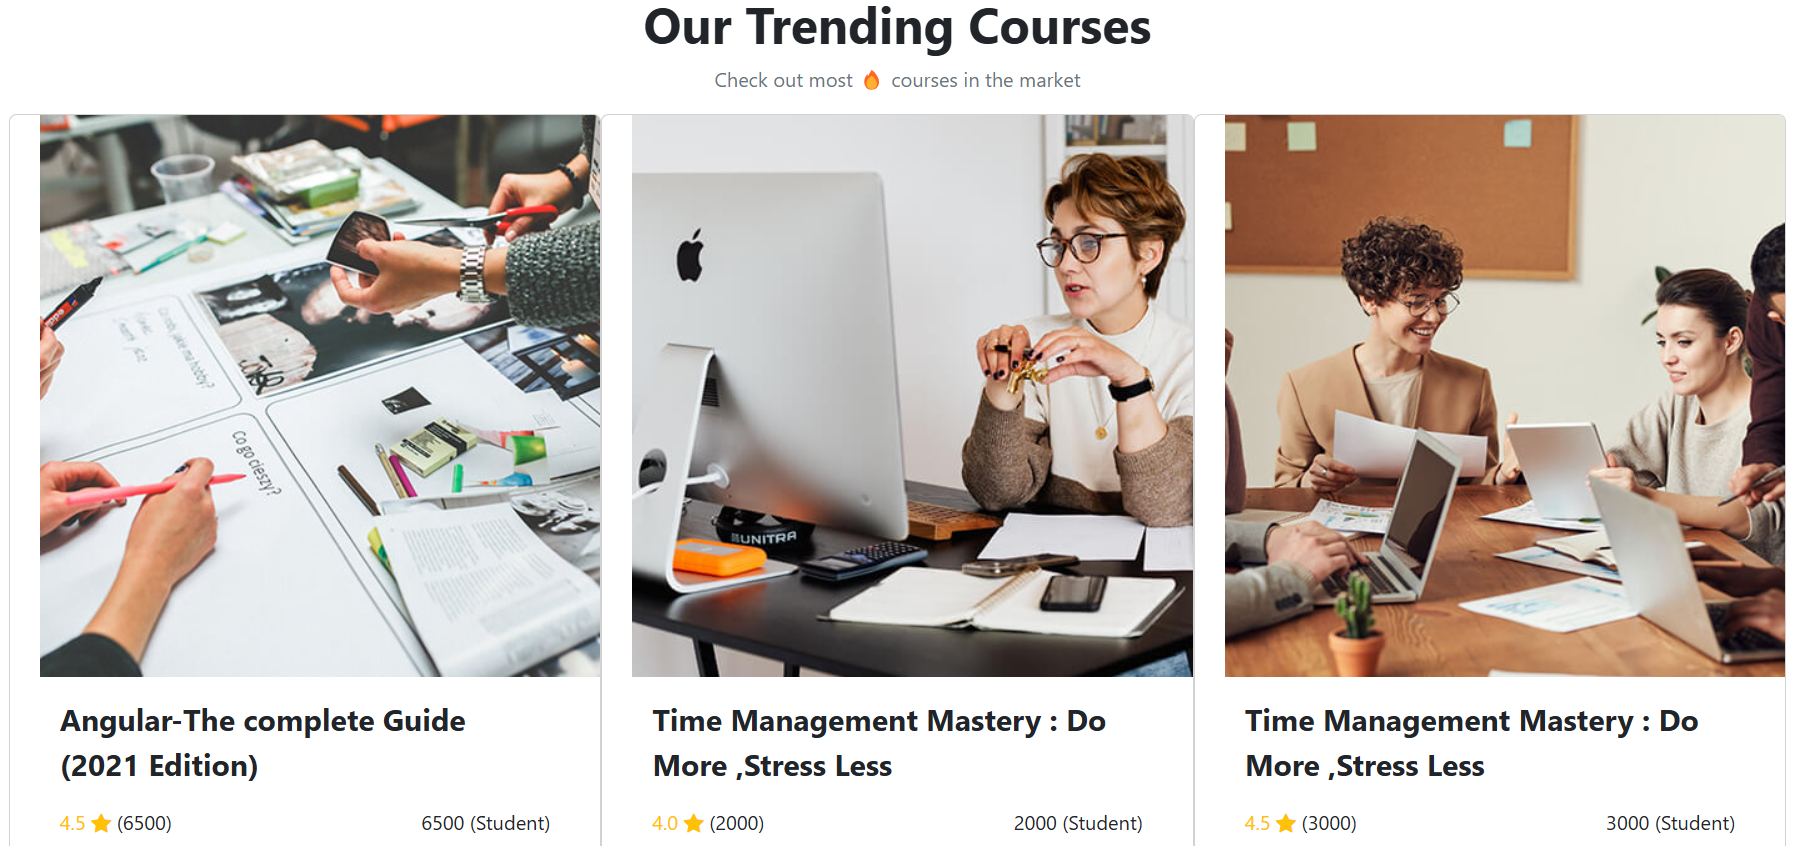 Our Trending Courses
Check out most 🔥 courses in the market
Co go cieszy?
UNITRA
Angular-The complete Guide
(2021 Edition)
4.5 ⭐ (6500) 6500 (Student)
Time Management Mastery : Do
More ,Stress Less
4.0 ⭐ (2000) 2000 (Student)
Time Management Mastery : Do
More ,Stress Less
4.5 ⭐ (3000) 3000 (Student)